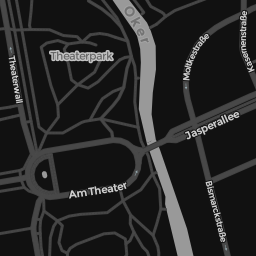 Oker
Moltkestraße
Kasernenstraße
Theaterpark
Theaterwall
Jasperallee
Am Theater
Bismarckstraße